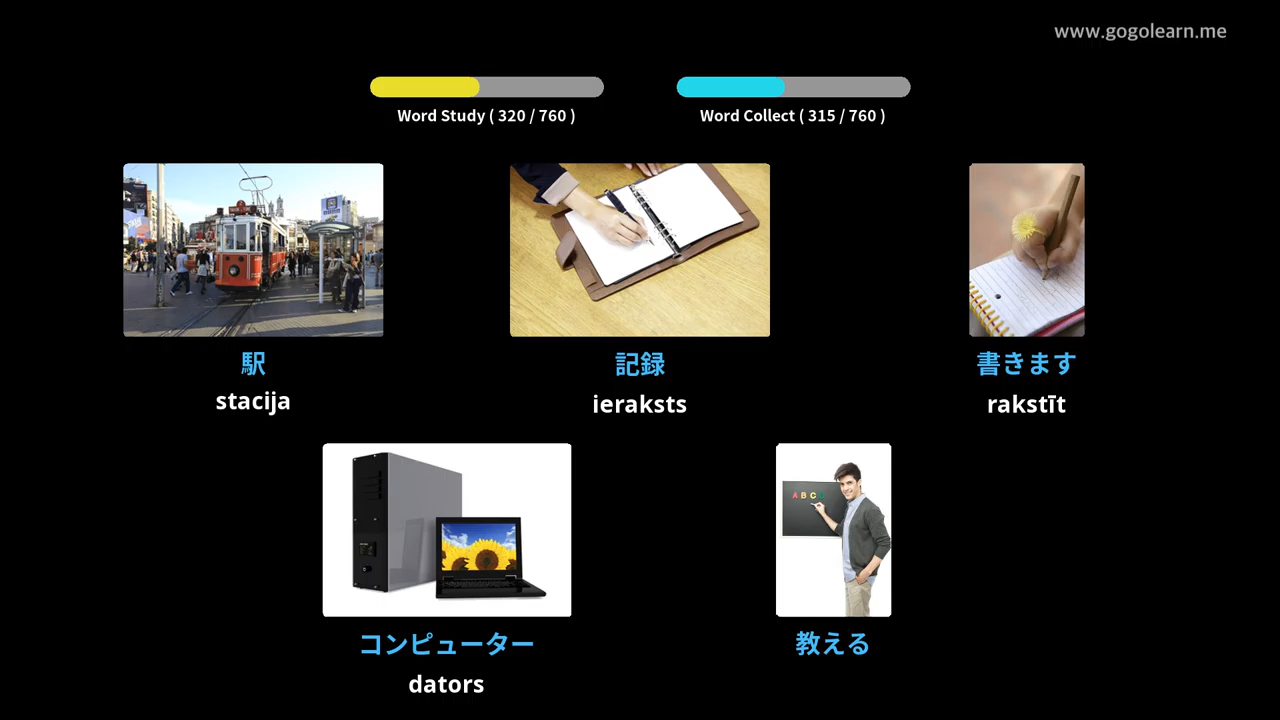 www.gogolearn.me
Word Study ( 320 / 760 )
Word Collect ( 315 / 760 )
駅
stacija
記録
ieraksts
書きます
rakstīt
コンピューター
dators
A B C
教える